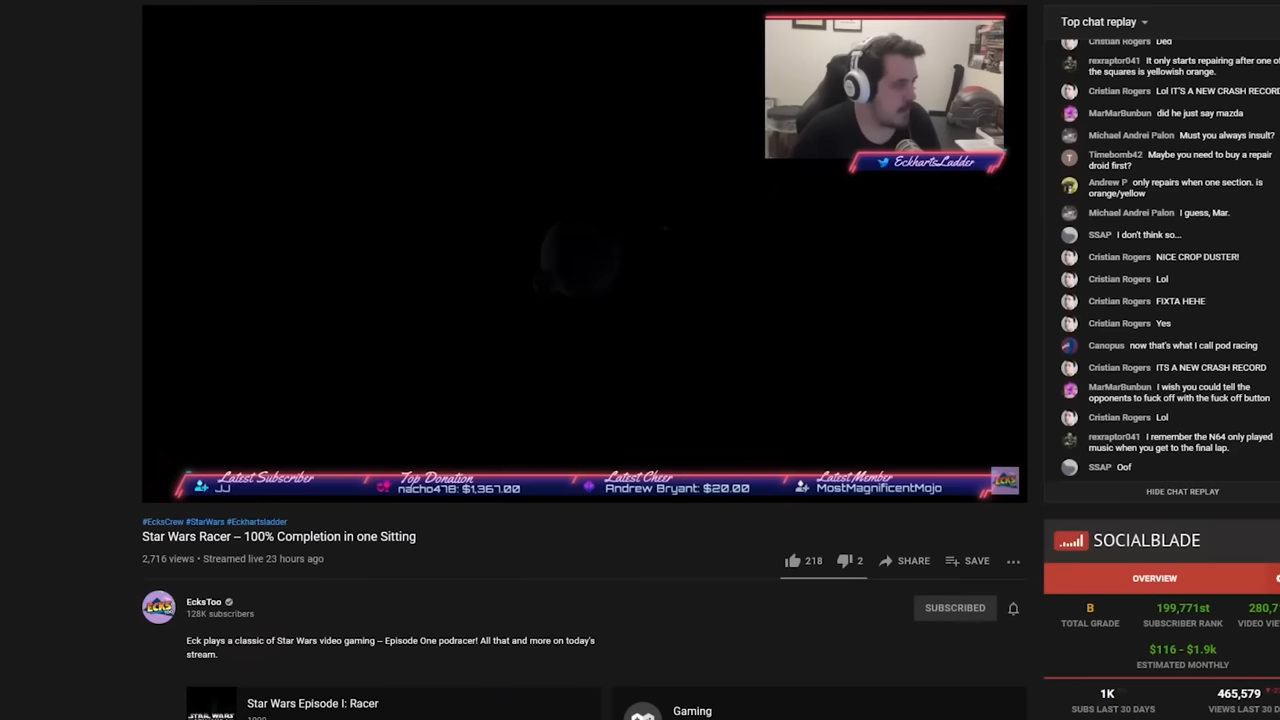 EckhartsLadder
Latest Subscriber
JJ
Top Donation
nacho478: $1,367.00
Latest Cheer
Andrew Bryant: $20.00
Latest Member
MostMagnificentMojo
#EcksCrew #StarWars #Eckhartsladder
Star Wars Racer – 100% Completion in one Sitting
2,716 views • Streamed live 23 hours ago
218
2
SHARE
SAVE
ECKS
EcksToo
128K subscribers
SUBSCRIBED
Eck plays a classic of Star Wars video gaming – Episode One podracer! All that and more on today's
stream.
STAR WARS
Star Wars Episode I: Racer
Gaming
Top chat replay
Cristian Rogers Ded
rexraptor041 It only starts repairing after one of
the squares is yellowish orange.
Cristian Rogers Lol IT'S A NEW CRASH RECORD
MarMarBunbun did he just say mazda
Michael Andrei Palon Must you always insult?
T
Timebomb42 Maybe you need to buy a repair
droid first?
Andrew P only repairs when one section. is
orange/yellow
Michael Andrei Palon I guess, Mar.
SSAP I don't think so...
Cristian Rogers NICE CROP DUSTER!
Cristian Rogers Lol
Cristian Rogers FIXTA HEHE
Cristian Rogers Yes
Canopus now that's what I call pod racing
Cristian Rogers ITS A NEW CRASH RECORD
MarMarBunbun I wish you could tell the
opponents to fuck off with the fuck off button
Cristian Rogers Lol
rexraptor041 I remember the N64 only played
music when you get to the final lap.
SSAP Oof
HIDE CHAT REPLAY
SOCIALBLADE
OVERVIEW
B
TOTAL GRADE
199,771st
SUBSCRIBER RANK
280,7
VIDEO VIE
$116 - $1.9k
ESTIMATED MONTHLY
1K
SUBS LAST 30 DAYS
465,579
VIEWS LAST 30 D